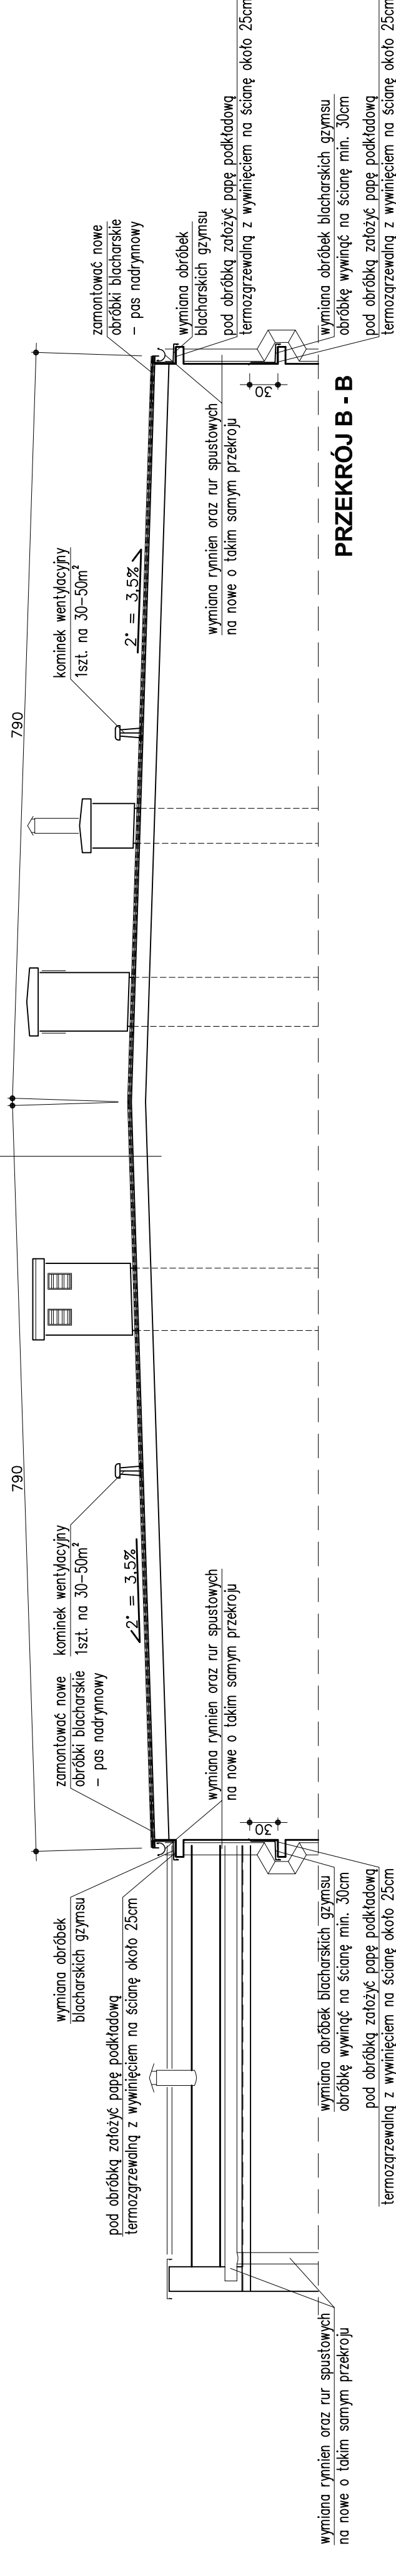 790
790
wymiana obróbek
blacharskich gzymsu
pod obróbką założyć papę podkładową
termozgrzewalną z wywinięciem na ścianę około 25cm
zamontować nowe
obróbki blacharskie
- pas nadrynnowy
kominek wentylacyjny
1szt. na 30-50m²
2° = 3,5%
wymiana rynnien oraz rur spustowych
na nowe o takim samym przekroju
kominek wentylacyjny
1szt. na 30-50m²
2° = 3,5%
wymiana rynnien oraz rur spustowych
na nowe o takim samym przekroju
zamontować nowe
obróbki blacharskie
- pas nadrynnowy
wymiana obróbek
blacharskich gzymsu
pod obróbką założyć papę podkładową
termozgrzewalną z wywinięciem na ścianę około 25cm
30
30
wymiana rynnien oraz rur spustowych
na nowe o takim samym przekroju
wymiana obróbek blacharskich gzymsu
obróbkę wywinąć na ścianę min. 30cm
pod obróbką założyć papę podkładową
termozgrzewalną z wywinięciem na ścianę około 25cm
PRZEKRÓJ B - B
wymiana obróbek blacharskich gzymsu
obróbkę wywinąć na ścianę min. 30cm
pod obróbką założyć papę podkładową
termozgrzewalną z wywinięciem na ścianę około 25cm